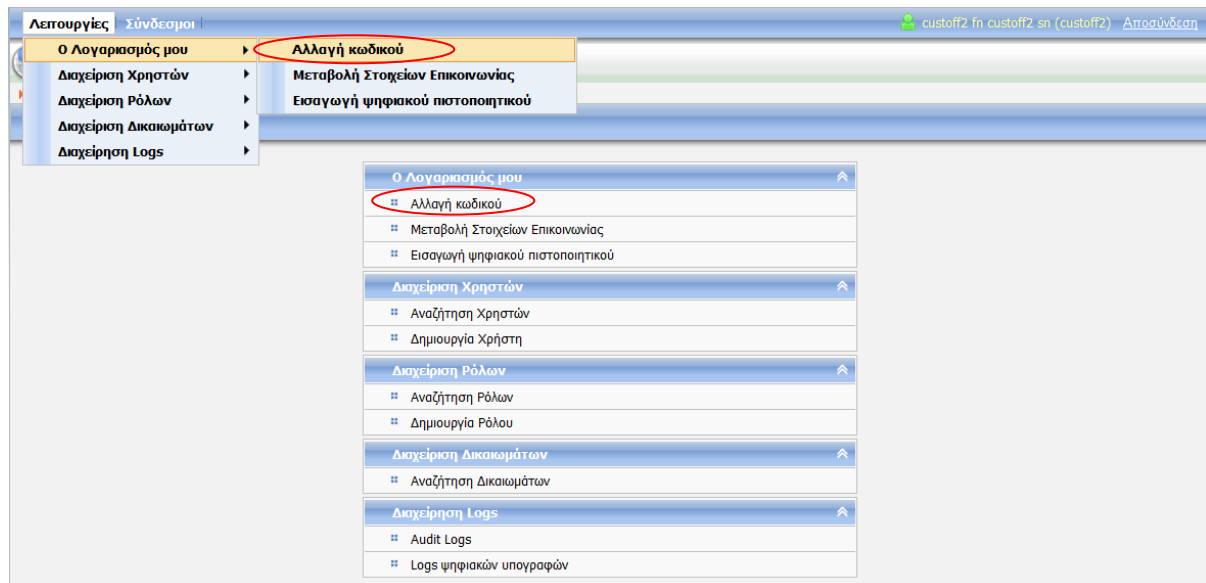 Λειτουργίες Σύνδεσμοι custoff2 fn custoff2 sn (custoff2) Αποσύνδεση
Ο Λογαριασμός μου Αλλαγή κωδικού
Διαχείριση Χρηστών Μεταβολή Στοιχείων Επικοινωνίας
Διαχείριση Ρόλων Εισαγωγή ψηφιακού πιστοποιητικού
Διαχείριση Δικαιωμάτων
Διαχείρηση Logs
Ο Λογαριασμός μου
Αλλαγή κωδικού
Μεταβολή Στοιχείων Επικοινωνίας
Εισαγωγή ψηφιακού πιστοποιητικού
Διαχείριση Χρηστών
Αναζήτηση Χρηστών
Δημιουργία Χρήστη
Διαχείριση Ρόλων
Αναζήτηση Ρόλων
Δημιουργία Ρόλου
Διαχείριση Δικαιωμάτων
Αναζήτηση Δικαιωμάτων
Διαχείρηση Logs
Audit Logs
Logs ψηφιακών υπογραφών